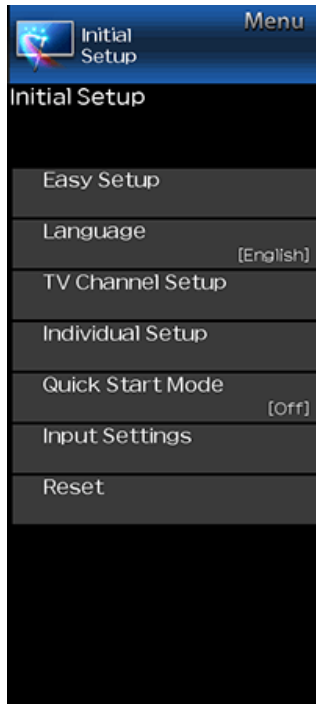 Menu
Initial
Setup
Initial Setup
Easy Setup
Language
[English]
TV Channel Setup
Individual Setup
Quick Start Mode
[Off]
Input Settings
Reset